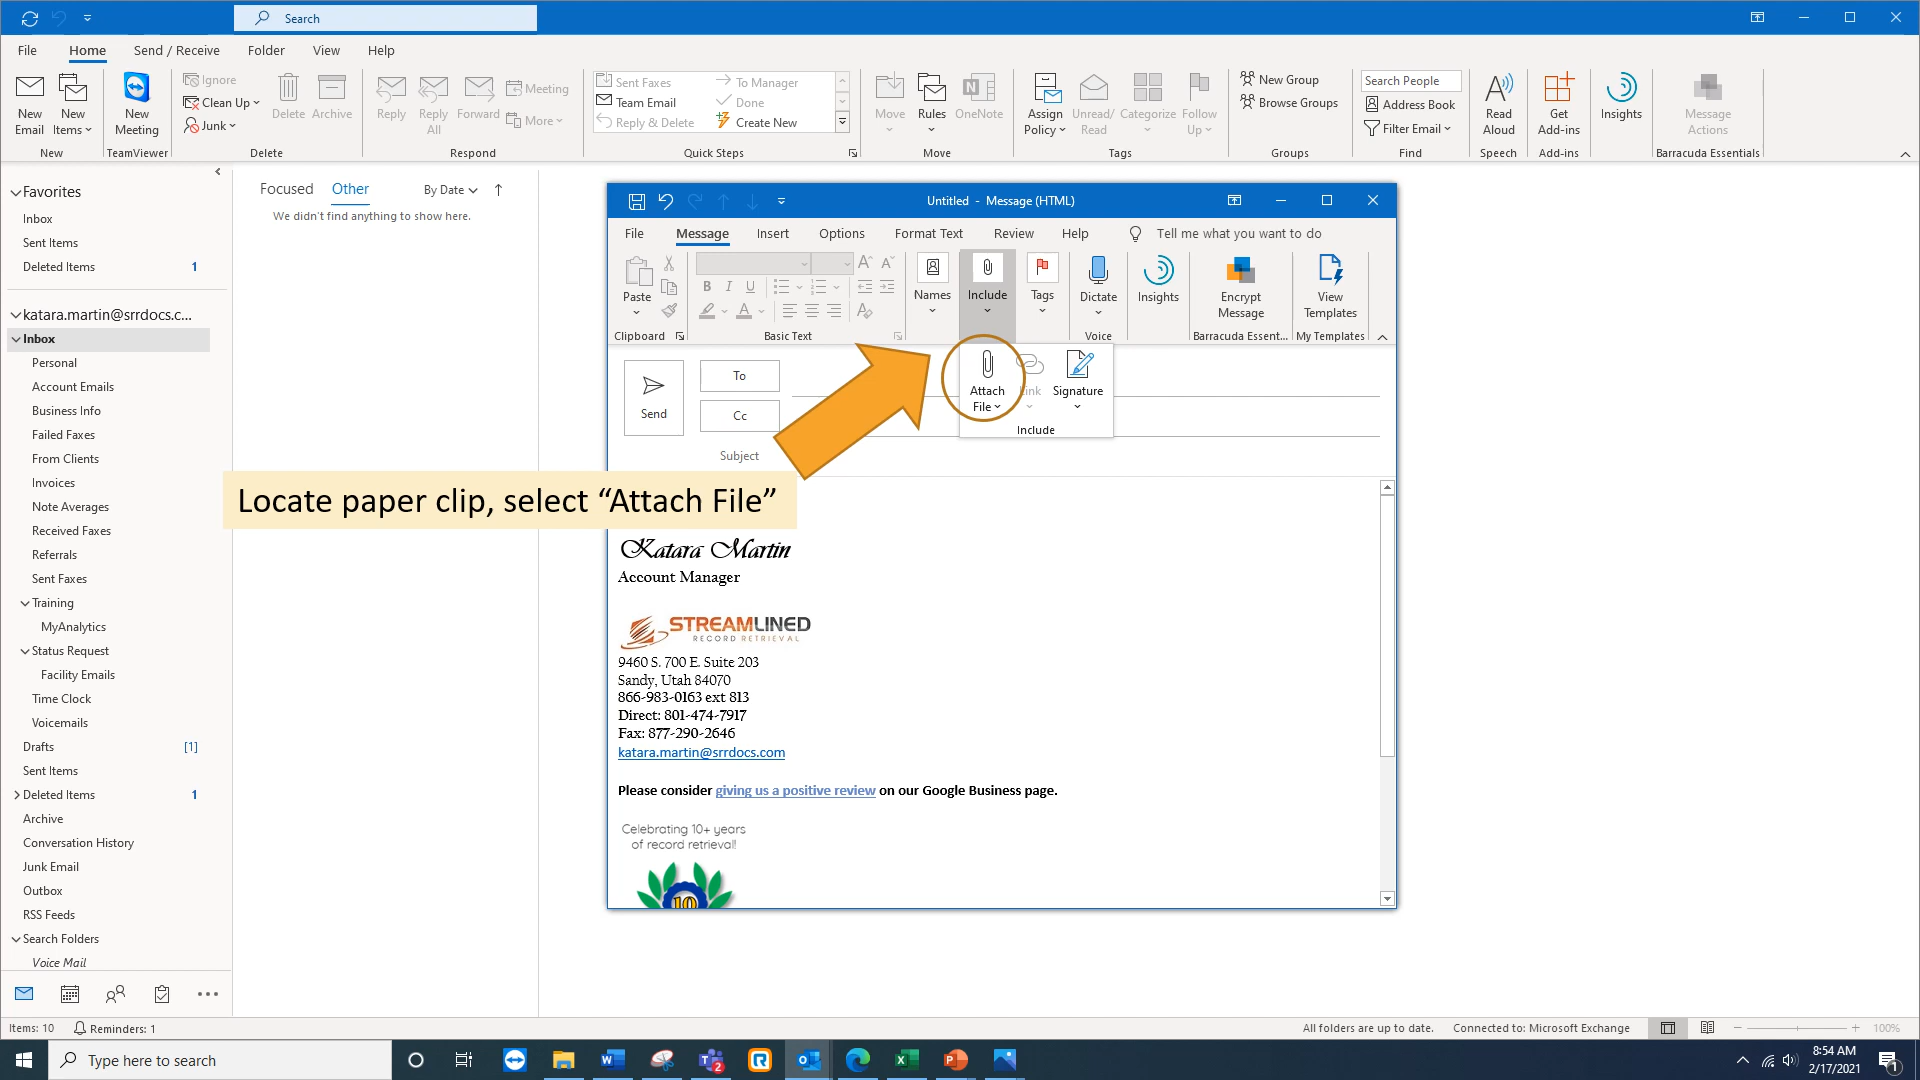 Search
File Home Send / Receive Folder View Help
New Email
New Items
New
New Meeting
TeamViewer
Ignore
Clean Up
Junk
Delete
Archive
Delete
Reply
Reply All
Forward
Meeting
More
Respond
Sent Faxes
Team Email
Reply & Delete
To Manager
Done
Create New
Quick Steps
Move
Rules
OneNote
Move
Assign Policy
Unread/ Read
Categorize
Follow Up
Tags
New Group
Browse Groups
Groups
Search People
Address Book
Filter Email
Find
Read Aloud
Speech
Get Add-ins
Add-ins
Insights
Message Actions
Barracuda Essentials
Favorites
Inbox
Sent Items
Deleted Items 1
katara.martin@srrdocs.c...
Inbox
Personal
Account Emails
Business Info
Failed Faxes
From Clients
Invoices
Note Averages
Received Faxes
Referrals
Sent Faxes
Training
MyAnalytics
Status Request
Facility Emails
Time Clock
Voicemails
Drafts [1]
Sent Items
Deleted Items 1
Archive
Conversation History
Junk Email
Outbox
RSS Feeds
Search Folders
Voice Mail
Focused Other By Date
We didn't find anything to show here.
Untitled - Message (HTML)
File Message Insert Options Format Text Review Help Tell me what you want to do
Paste
Clipboard
B I U
A A
A
Basic Text
Names
Include
Tags
Dictate
Voice
Insights
Encrypt Message
Barracuda Essent...
View Templates
My Templates
Attach File
Link
Signature
Include
Send
To
Cc
Subject
Locate paper clip, select “Attach File”
Katara Martin
Account Manager
STREAMLINED
RECORD RETRIEVAL
9460 S. 700 E. Suite 203
Sandy, Utah 84070
866-983-0163 ext 813
Direct: 801-474-7917
Fax: 877-290-2646
katara.martin@srrdocs.com
Please consider giving us a positive review on our Google Business page.
Celebrating 10+ years
of record retrieval!
10
Items: 10 Reminders: 1
All folders are up to date. Connected to: Microsoft Exchange 100%
Type here to search
2
8:54 AM
2/17/2021
1